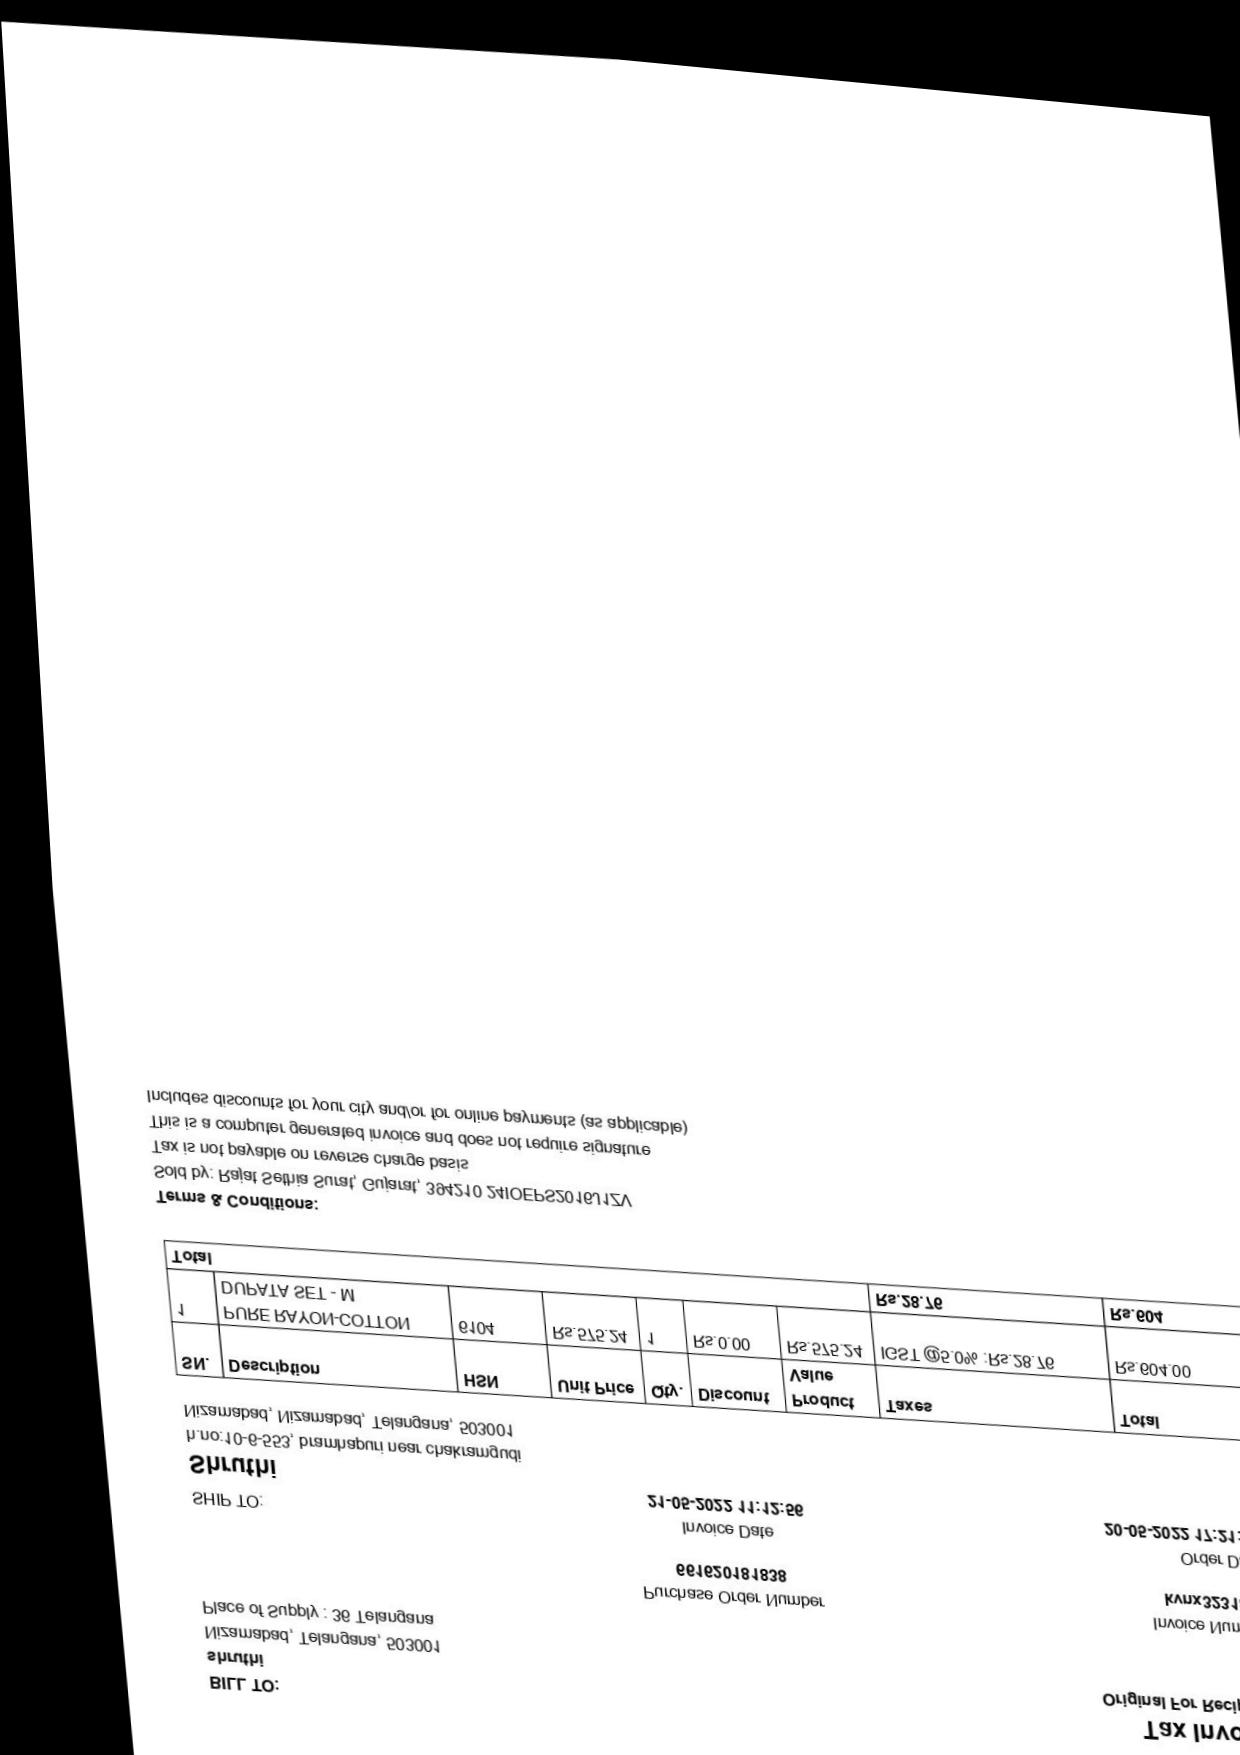 Tax Invo
Original For Recip
BILL TO:
shruthi
Nizamabad, Telangana, 503001
Place of Supply : 36 Telangana
Purchase Order Number
661620181838
Invoice Num
kvnx3231
Invoice Date
21-05-2022 11:12:56
Order D
20-05-2022 17:21:
SHIP TO:
Shruthi
h.no:10-6-553, bramhapuri near chakramgudi
Nizamabad, Nizamabad, Telangana, 503001
SN. Description HSN Unit Price Qty. Discount Product Value Taxes Total
1 PURE RAYON-COTTON 6104 Rs.575.24 1 Rs.0.00 Rs.575.24 IGST @5.0% :Rs.28.76 Rs.604.00
DUPATA SET - M
Total Rs.28.76 Rs.604
Terms & Conditions:
Sold by: Rajat Sethia Surat, Gujarat, 394210 24IOEPS2016J1ZV
Tax is not payable on reverse charge basis
This is a computer generated invoice and does not require signature
Includes discounts for your city and/or for online payments (as applicable)